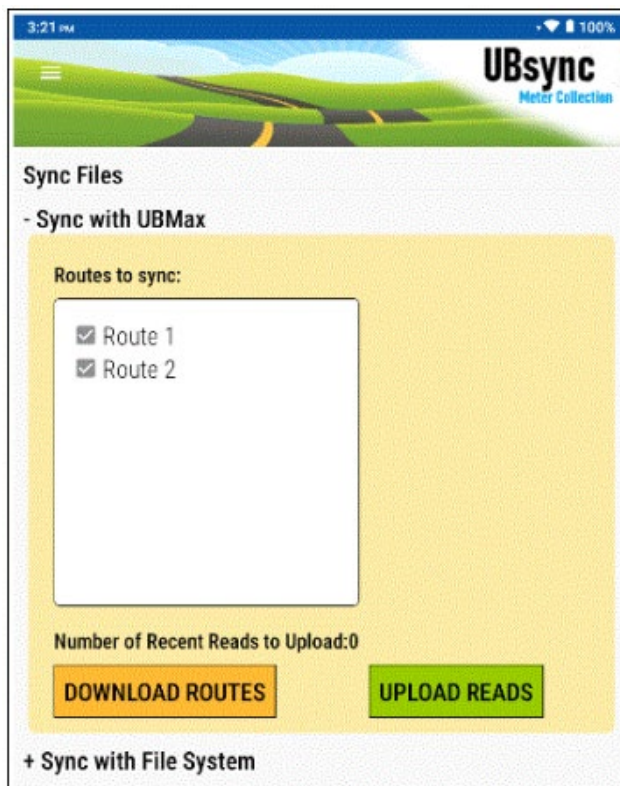 3:21 PM 100%
UBsync
Meter Collection
Sync Files
- Sync with UBMax
Routes to sync:
Route 1
Route 2
Number of Recent Reads to Upload:0
DOWNLOAD ROUTES UPLOAD READS
+ Sync with File System